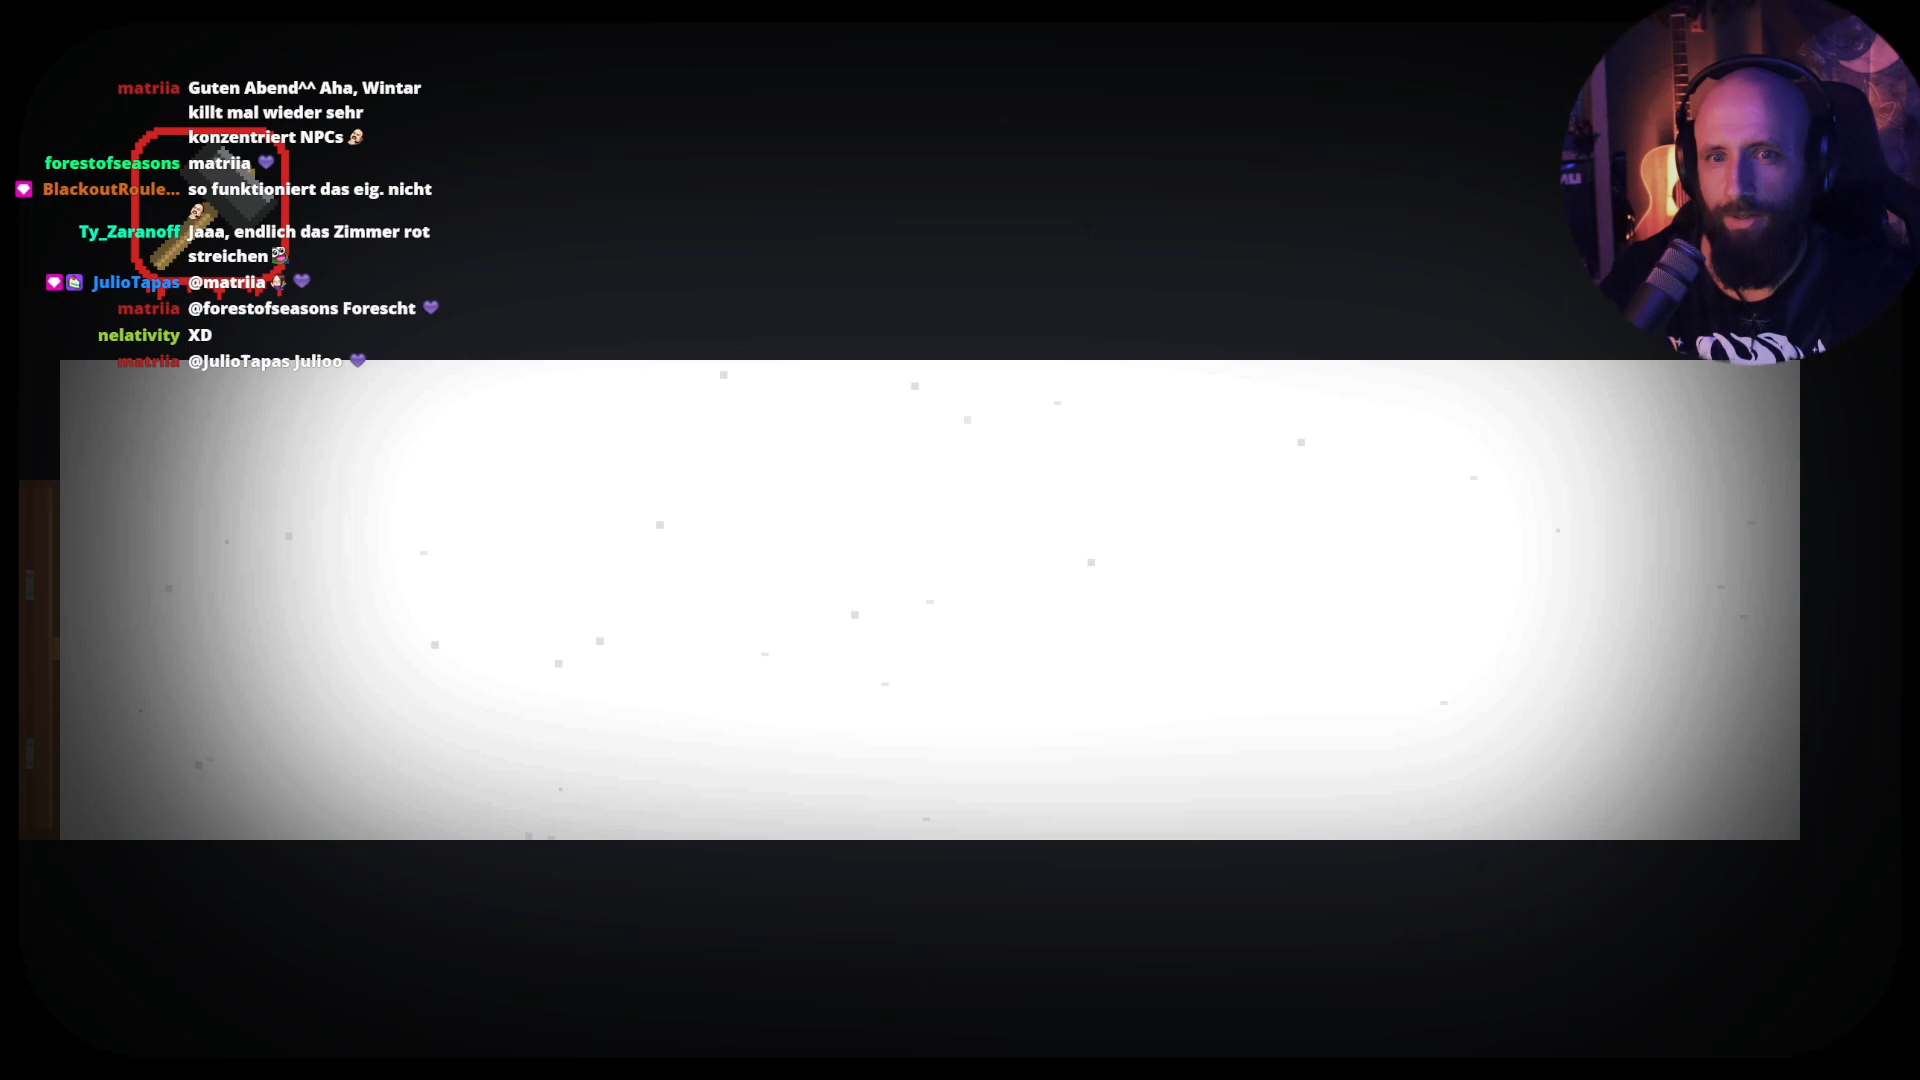 matriia Guten Abend^^ Aha, Wintar
killt mal wieder sehr
konzentriert NPCs
forestofseasons matriia 💜
BlackoutRoule... so funktioniert das eig. nicht
Ty_Zaranoff Jaaa, endlich das Zimmer rot
streichen
JulioTapas @matriia 💜
matriia @forestofseasons Forescht 💜
nelativity XD
matriia @JulioTapas Julioo 💜